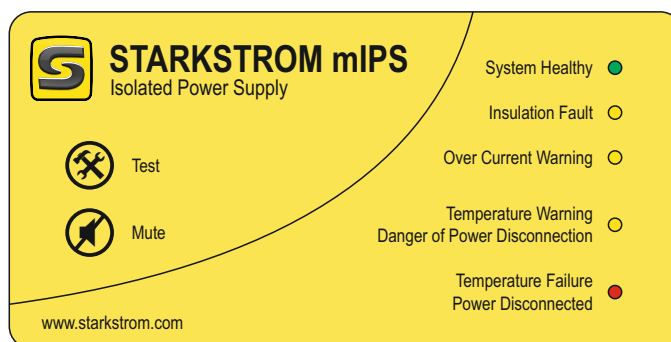 STARKSTROM mIPS
Isolated Power Supply
Test
Mute
www.starkstrom.com
System Healthy
Insulation Fault
Over Current Warning
Temperature Warning
Danger of Power Disconnection
Temperature Failure
Power Disconnected